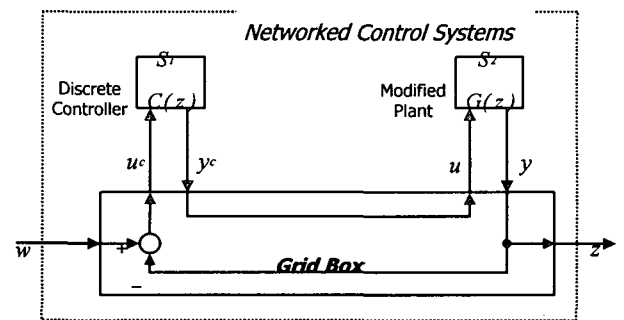 Networked Control Systems
S1
S2
Discrete
Controller
C(z)
Modified
Plant
G(z)
uc
yc
u
y
w
+
−
Grid Box
z